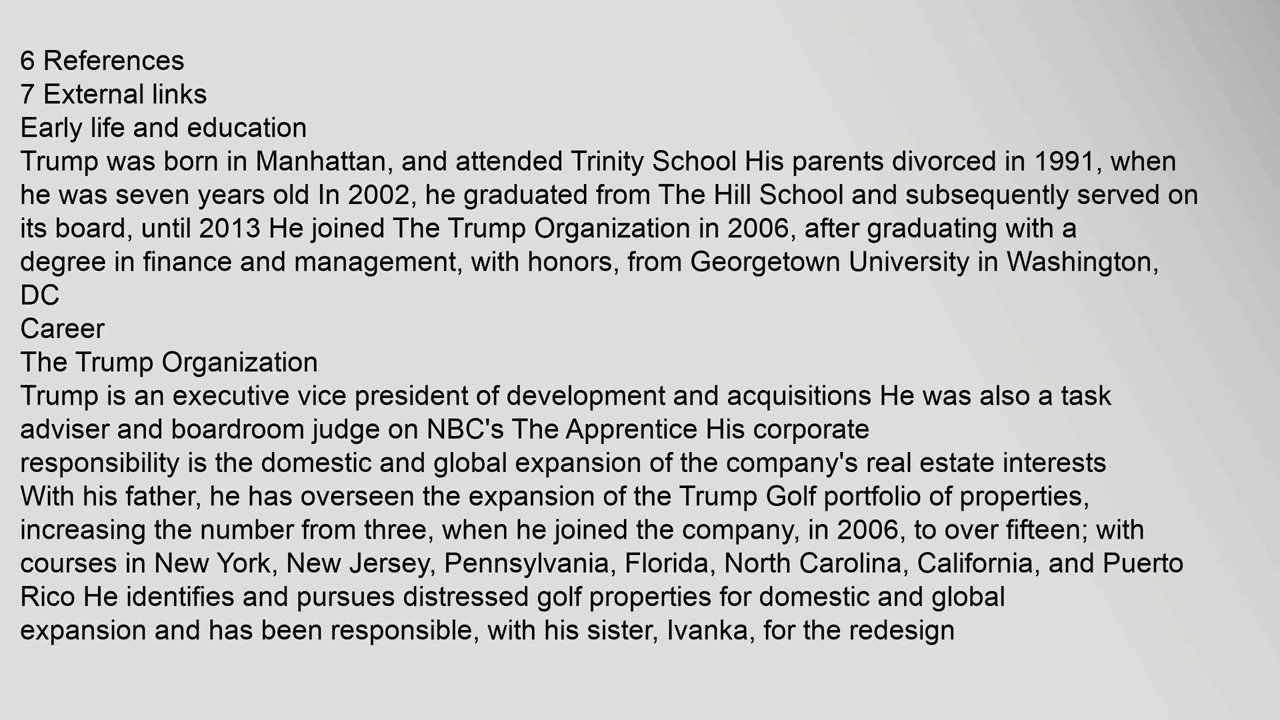 6 References
7 External links
Early life and education
Trump was born in Manhattan, and attended Trinity School His parents divorced in 1991, when
he was seven years old In 2002, he graduated from The Hill School and subsequently served on
its board, until 2013 He joined The Trump Organization in 2006, after graduating with a
degree in finance and management, with honors, from Georgetown University in Washington,
DC
Career
The Trump Organization
Trump is an executive vice president of development and acquisitions He was also a task
adviser and boardroom judge on NBC's The Apprentice His corporate
responsibility is the domestic and global expansion of the company's real estate interests
With his father, he has overseen the expansion of the Trump Golf portfolio of properties,
increasing the number from three, when he joined the company, in 2006, to over fifteen; with
courses in New York, New Jersey, Pennsylvania, Florida, North Carolina, California, and Puerto
Rico He identifies and pursues distressed golf properties for domestic and global
expansion and has been responsible, with his sister, Ivanka, for the redesign